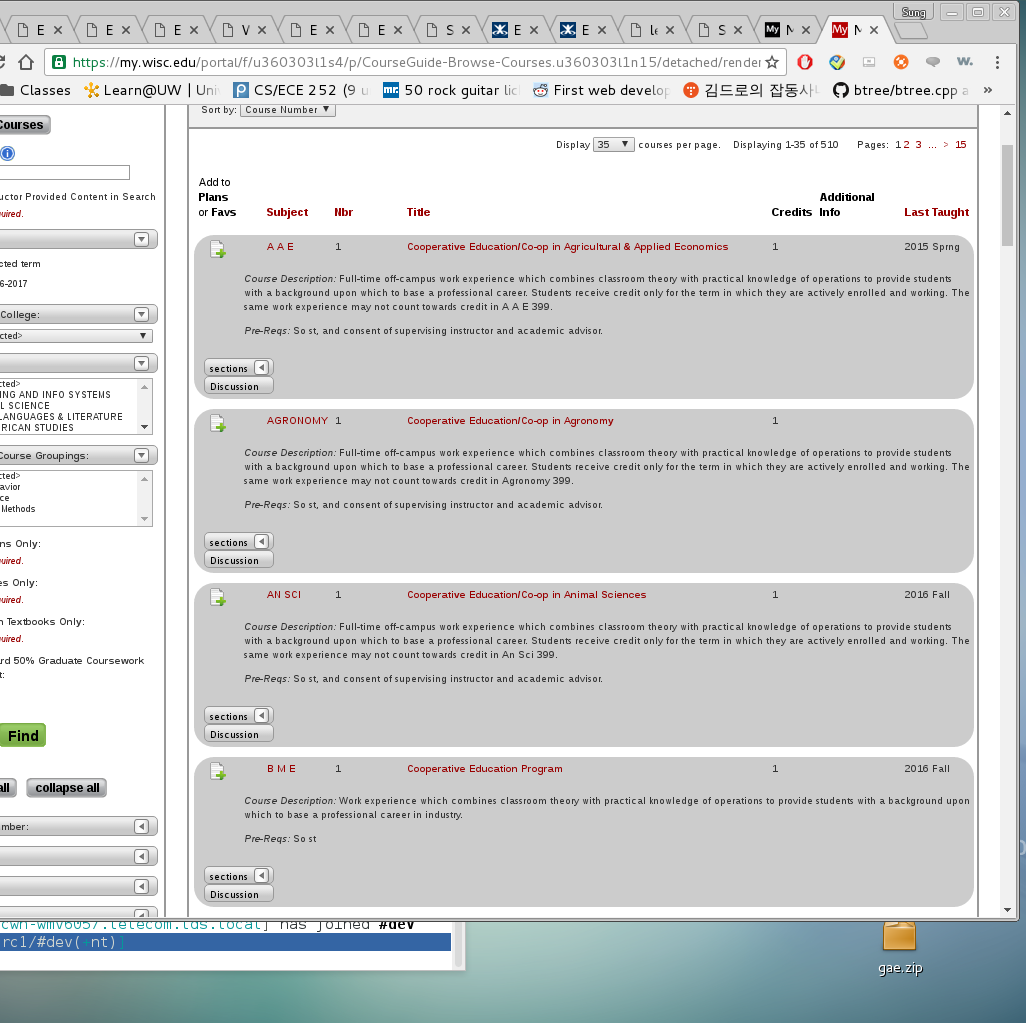 Sung
E
E
E
V
E
E
S
E
E
le
S
My N
My N
https://my.wisc.edu/portal/f/u360303l1s4/p/CourseGuide-Browse-Courses.u360303l1n15/detached/render
W.
Classes
Learn@UW | Uni
CS/ECE 252 (9 u
mr. 50 rock guitar lic
First web develop
김드로의 잡동사니
btree/btree.cpp a
»
Courses
uctor Provided Content in Search
uired.
cted term
6-2017
College:
cted>
cted>
ING AND INFO SYSTEMS
L SCIENCE
LANGUAGES & LITERATURE
RICAN STUDIES
Course Groupings:
cted>
avior
ce
Methods
ns Only:
uired.
es Only:
uired.
n Textbooks Only:
uired.
rd 50% Graduate Coursework
t:
Find
all
collapse all
mber:
Sort by: Course Number
Display 35 courses per page. Displaying 1-35 of 510 Pages: 1 2 3 ... > 15
Add to
Plans
or Favs
Subject Nbr Title Credits Additional Info Last Taught
A A E 1 Cooperative Education/Co-op in Agricultural & Applied Economics 1 2015 Sprng
Course Description: Full-time off-campus work experience which combines classroom theory with practical knowledge of operations to provide students
with a background upon which to base a professional career. Students receive credit only for the term in which they are actively enrolled and working. The
same work experience may not count towards credit in A A E 399.
Pre-Reqs: So st, and consent of supervising instructor and academic advisor.
sections
Discussion
AGRONOMY 1 Cooperative Education/Co-op in Agronomy 1
Course Description: Full-time off-campus work experience which combines classroom theory with practical knowledge of operations to provide students
with a background upon which to base a professional career. Students receive credit only for the term in which they are actively enrolled and working. The
same work experience may not count towards credit in Agronomy 399.
Pre-Reqs: So st, and consent of supervising instructor and academic advisor.
sections
Discussion
AN SCI 1 Cooperative Education/Co-op in Animal Sciences 1 2016 Fall
Course Description: Full-time off-campus work experience which combines classroom theory with practical knowledge of operations to provide students
with a background upon which to base a professional career. Students receive credit only for the term in which they are actively enrolled and working. The
same work experience may not count towards credit in An Sci 399.
Pre-Reqs: So st, and consent of supervising instructor and academic advisor.
sections
Discussion
B M E 1 Cooperative Education Program 1 2016 Fall
Course Description: Work experience which combines classroom theory with practical knowledge of operations to provide students with a background upon
which to base a professional career in industry.
Pre-Reqs: So st
sections
Discussion
has joined #dev
rc1/#dev(+nt)]
gae.zip